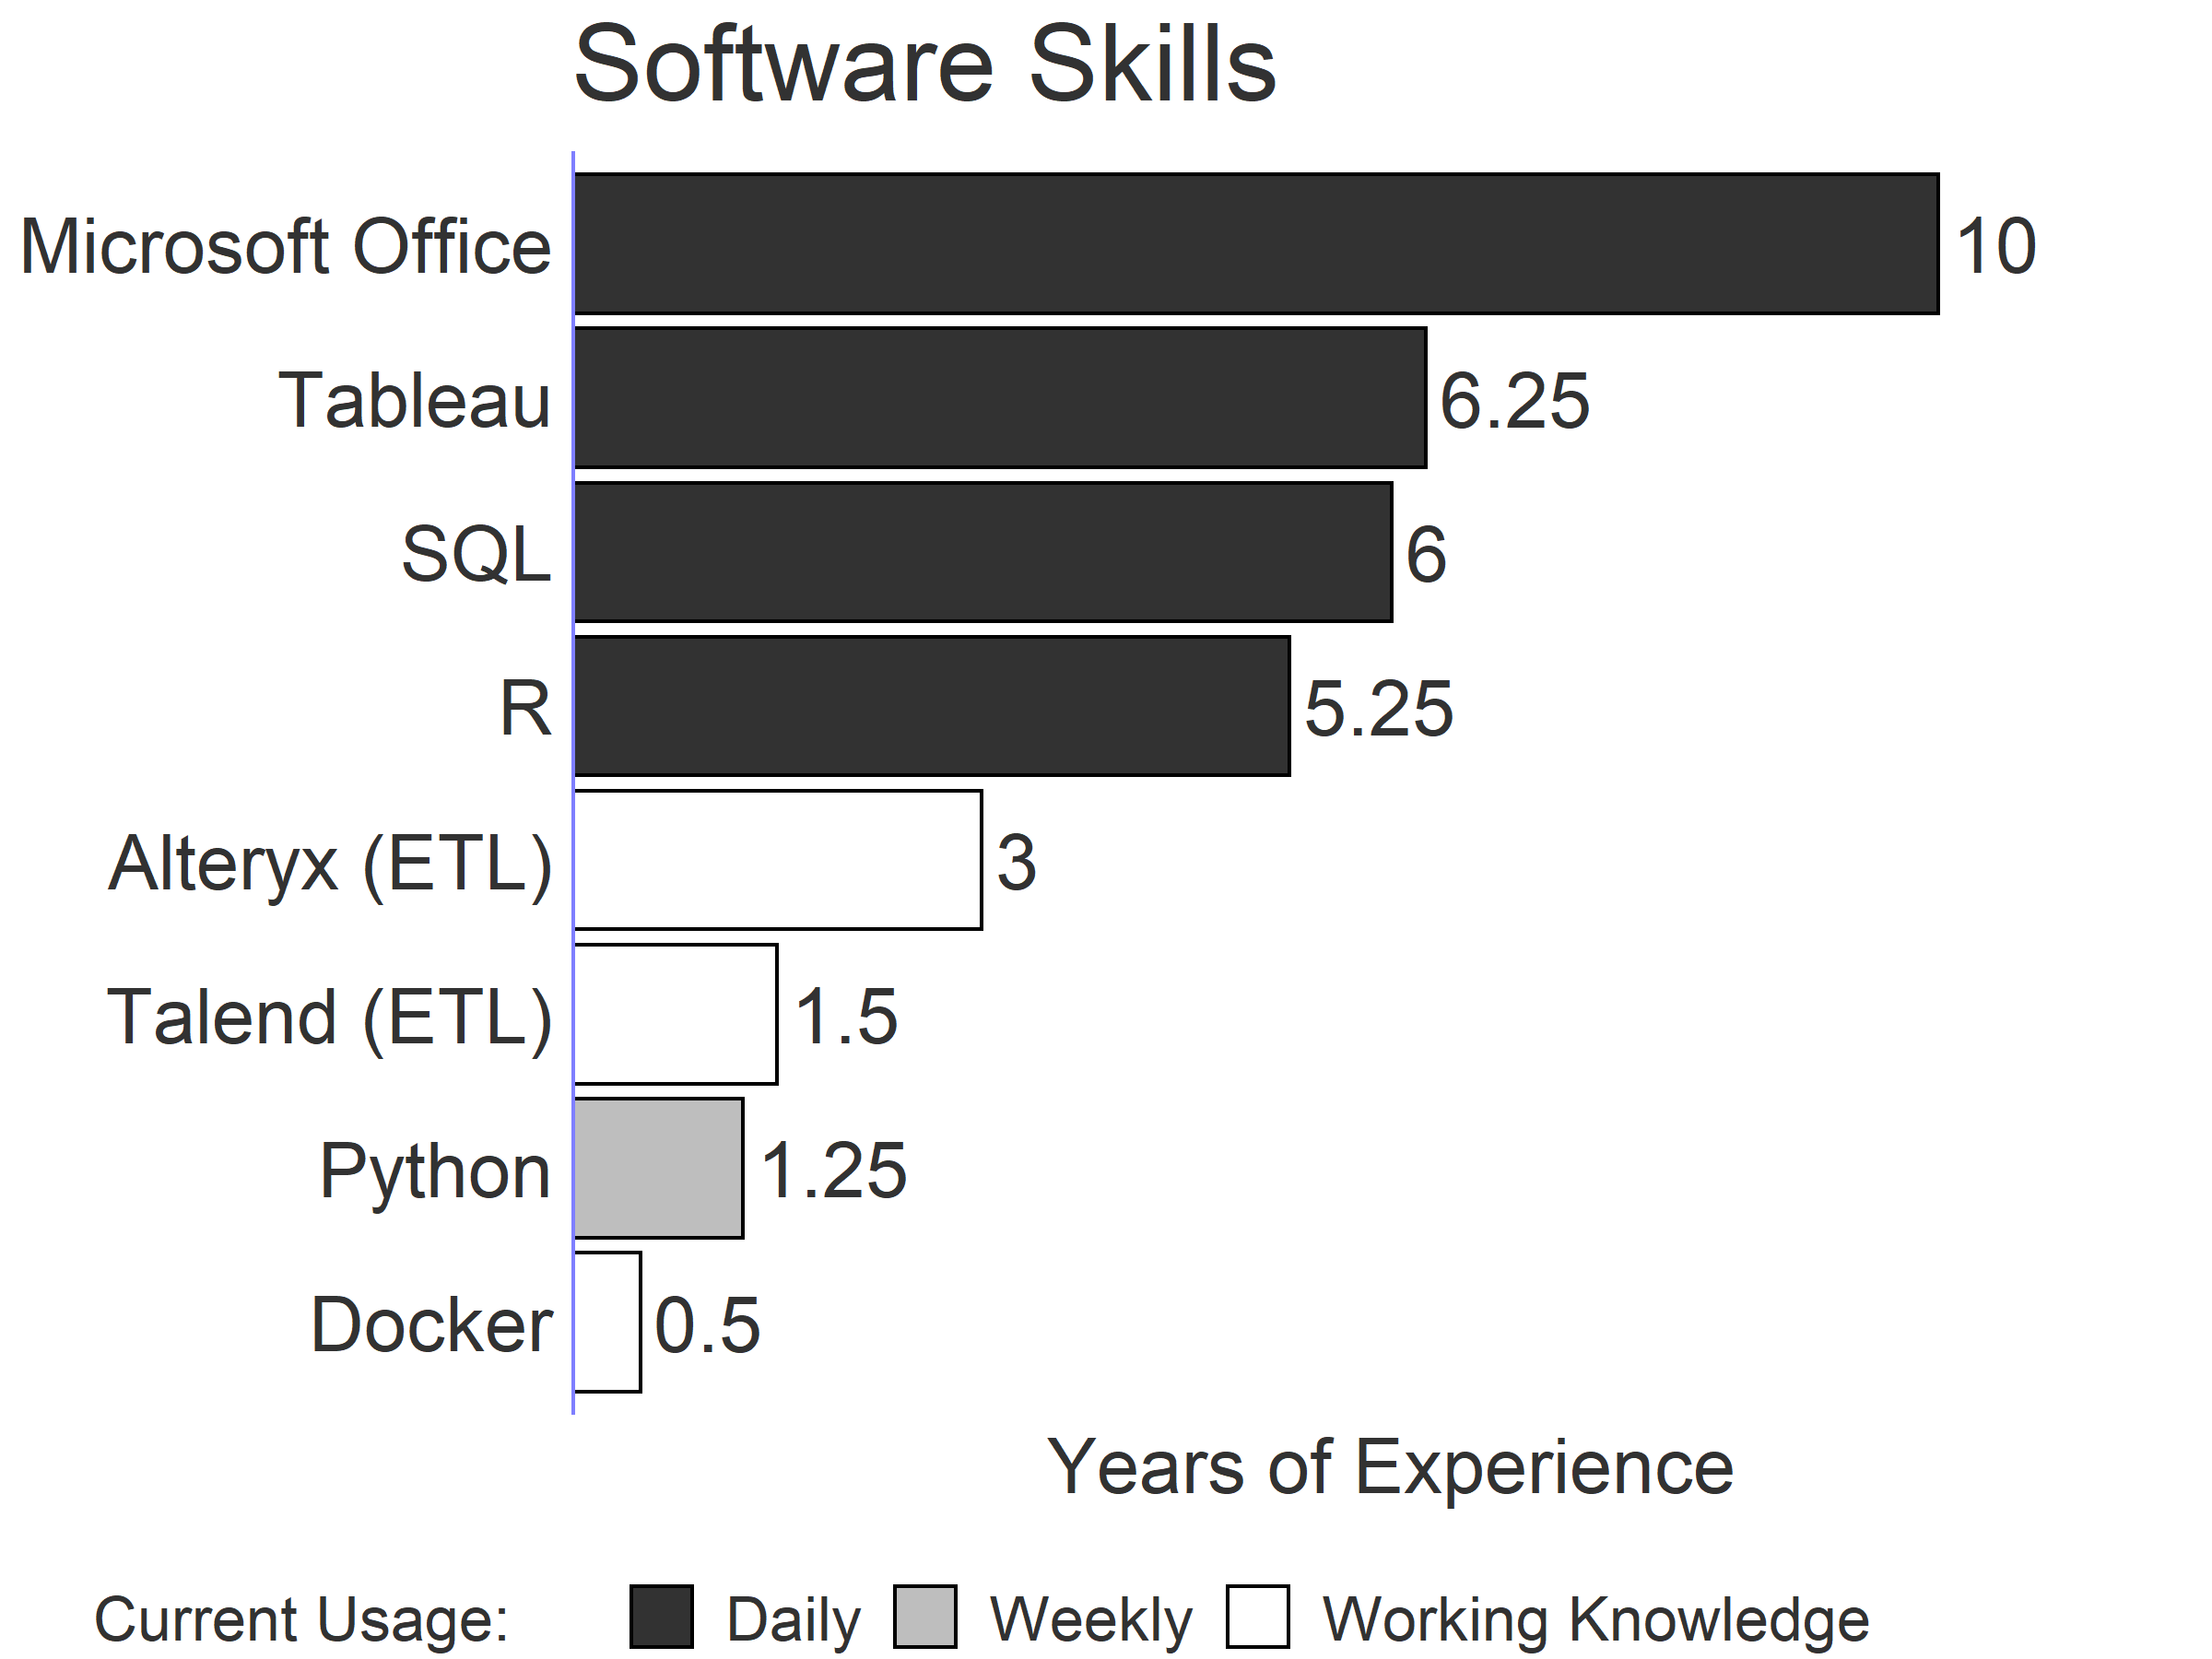 Software Skills
Microsoft Office 10
Tableau 6.25
SQL 6
R 5.25
Alteryx (ETL) 3
Talend (ETL) 1.5
Python 1.25
Docker 0.5
Years of Experience
Current Usage: Daily Weekly Working Knowledge